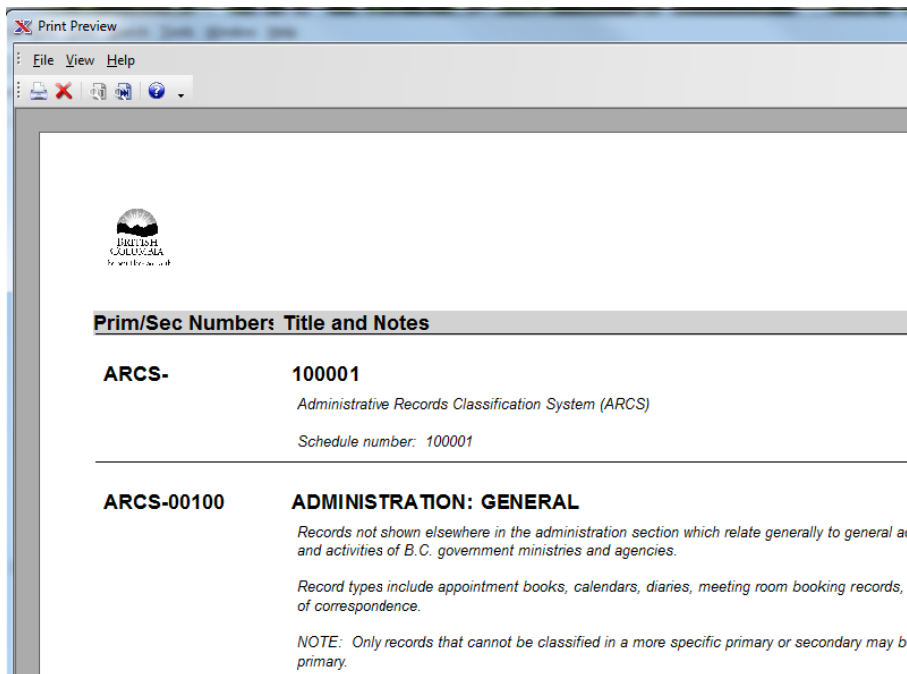 Print Preview
File View Help
BRITISH
COLUMBIA
Prim/Sec Numbers Title and Notes
ARCS- 100001
Administrative Records Classification System (ARCS)
Schedule number: 100001
ARCS-00100 ADMINISTRATION: GENERAL
Records not shown elsewhere in the administration section which relate generally to general a
and activities of B.C. government ministries and agencies.
Record types include appointment books, calendars, diaries, meeting room booking records,
of correspondence.
NOTE: Only records that cannot be classified in a more specific primary or secondary may b
primary.